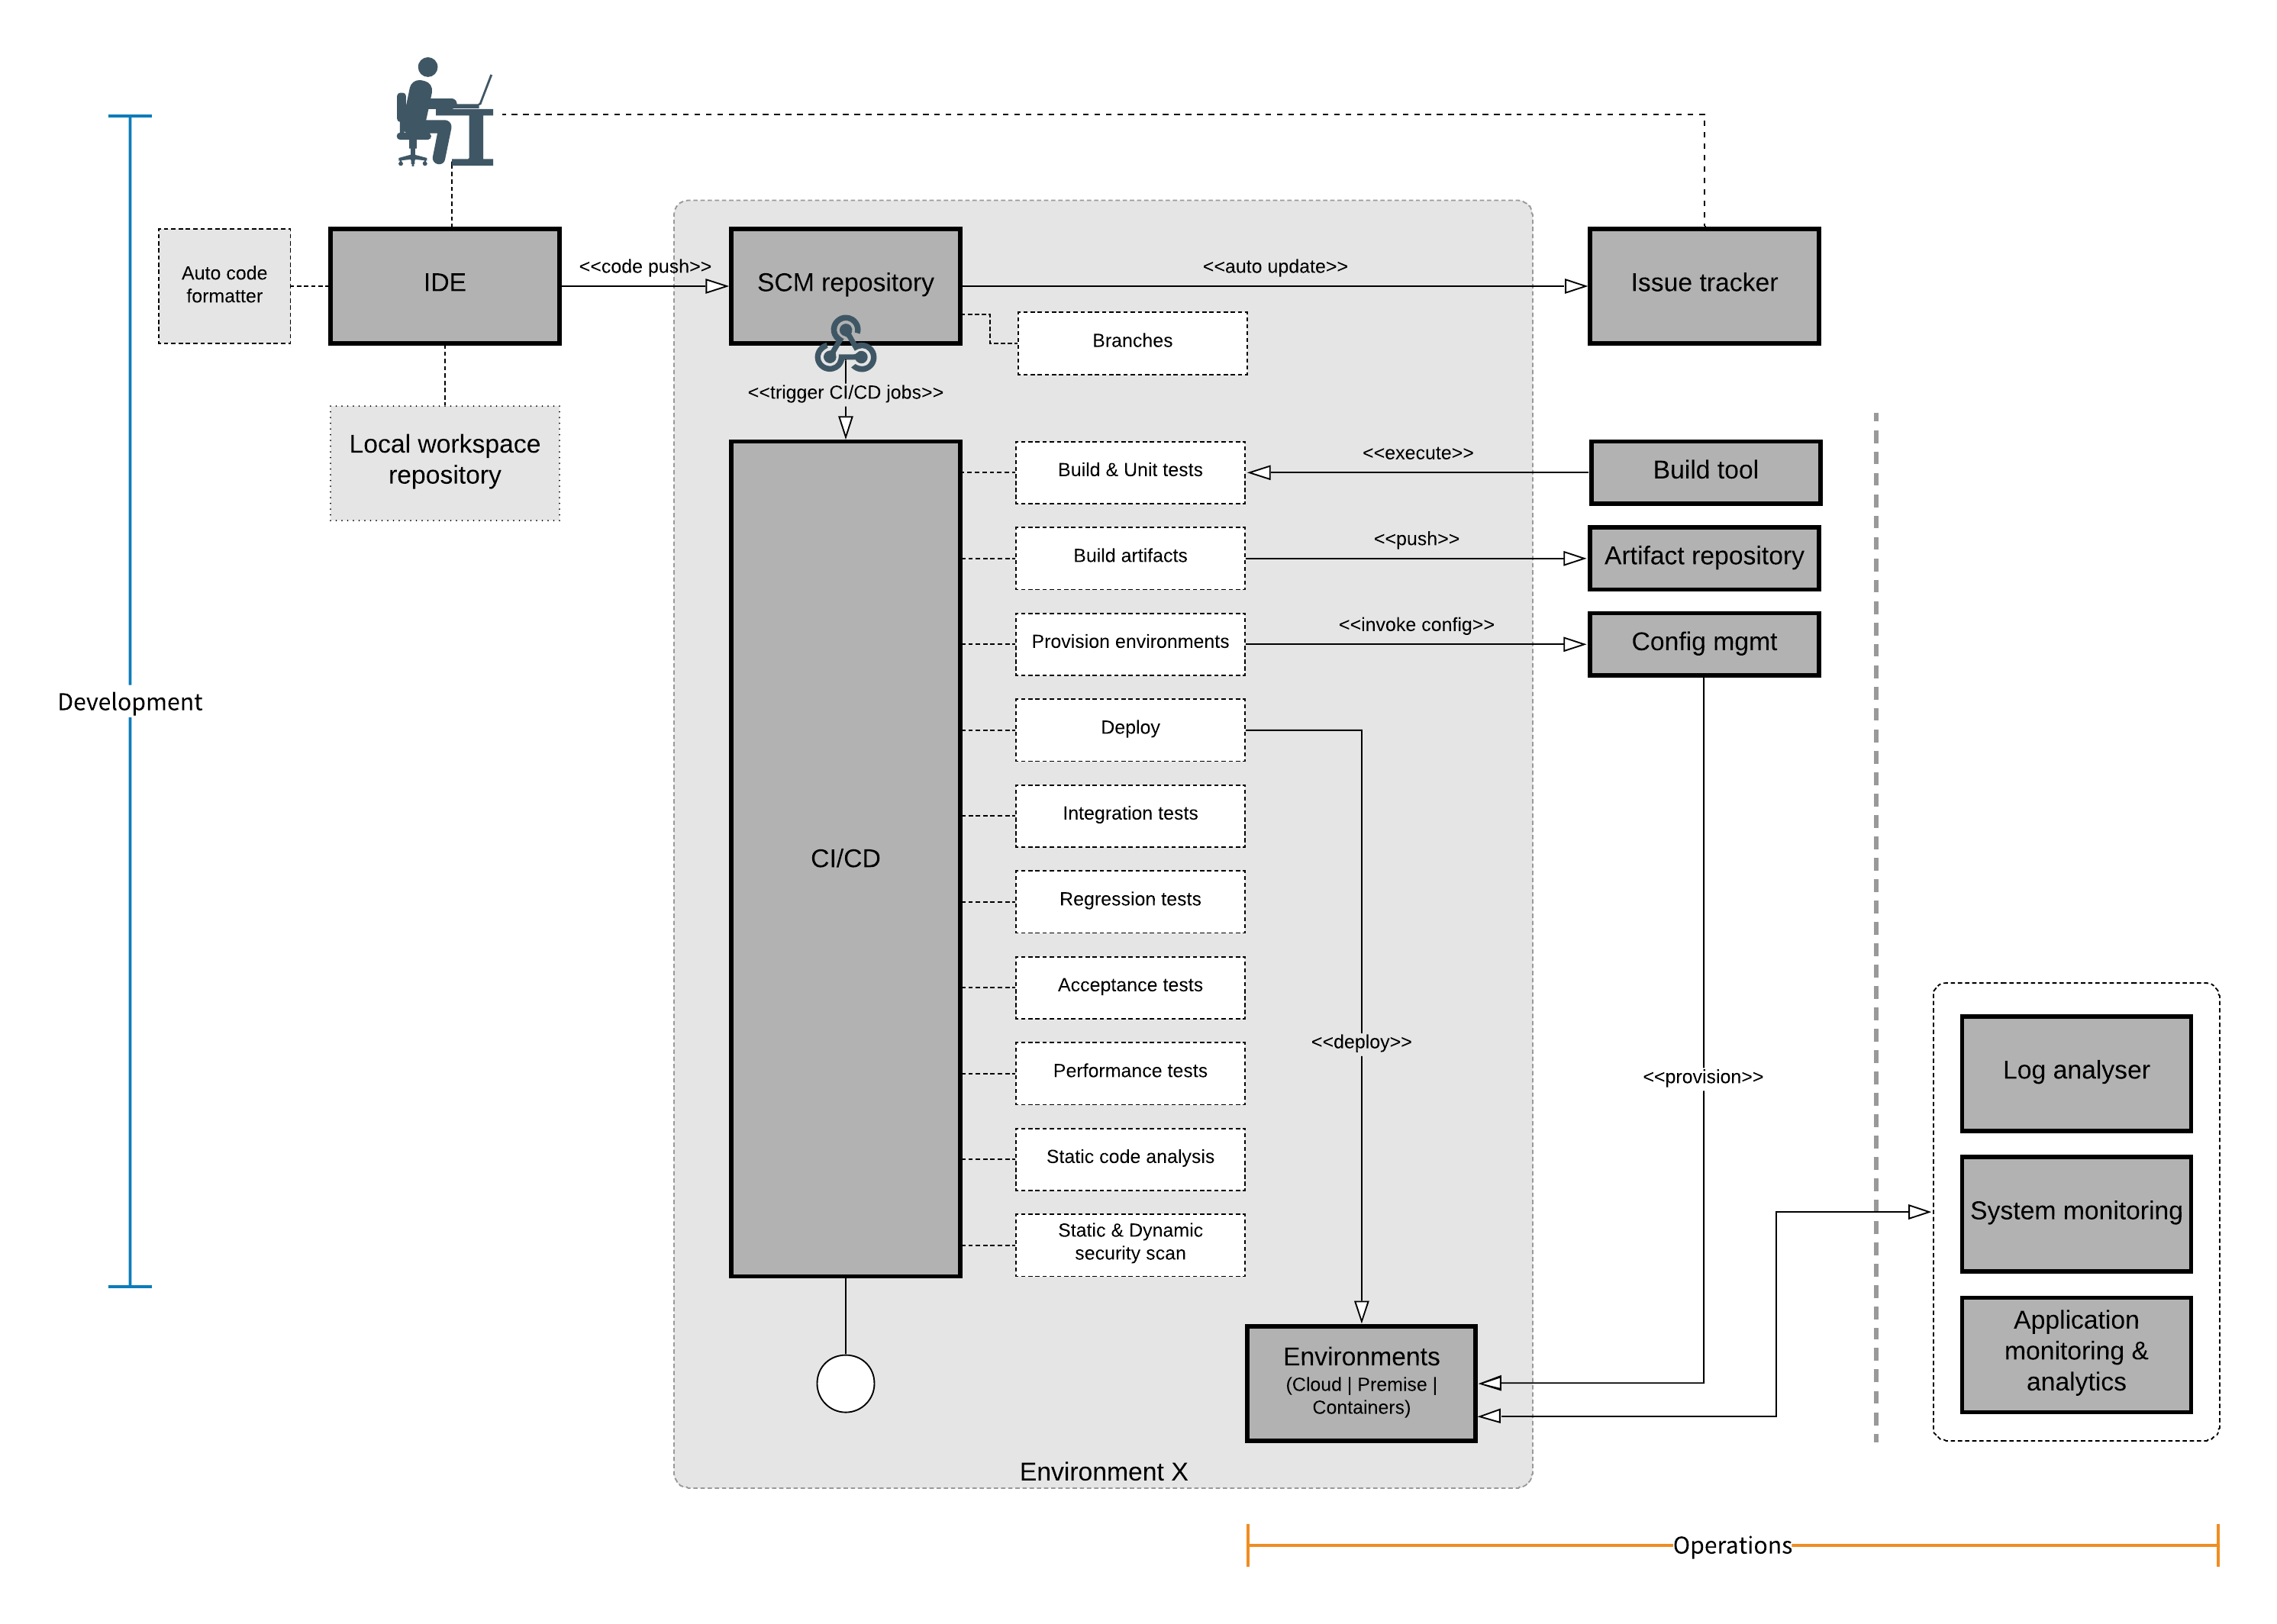 Auto code
formatter
IDE
<<code push>>
SCM repository
<<auto update>>
Issue tracker
Branches
<<trigger CI/CD jobs>>
Local workspace
repository
Build & Unit tests
<<execute>>
Build tool
Build artifacts
<<push>>
Artifact repository
Provision environments
<<invoke config>>
Config mgmt
Development
Deploy
Integration tests
CI/CD
Regression tests
Acceptance tests
Performance tests
<<deploy>>
<<provision>>
Static code analysis
Static & Dynamic
security scan
Log analyser
System monitoring
Application
monitoring &
analytics
Environments
(Cloud | Premise |
Containers)
Environment X
Operations